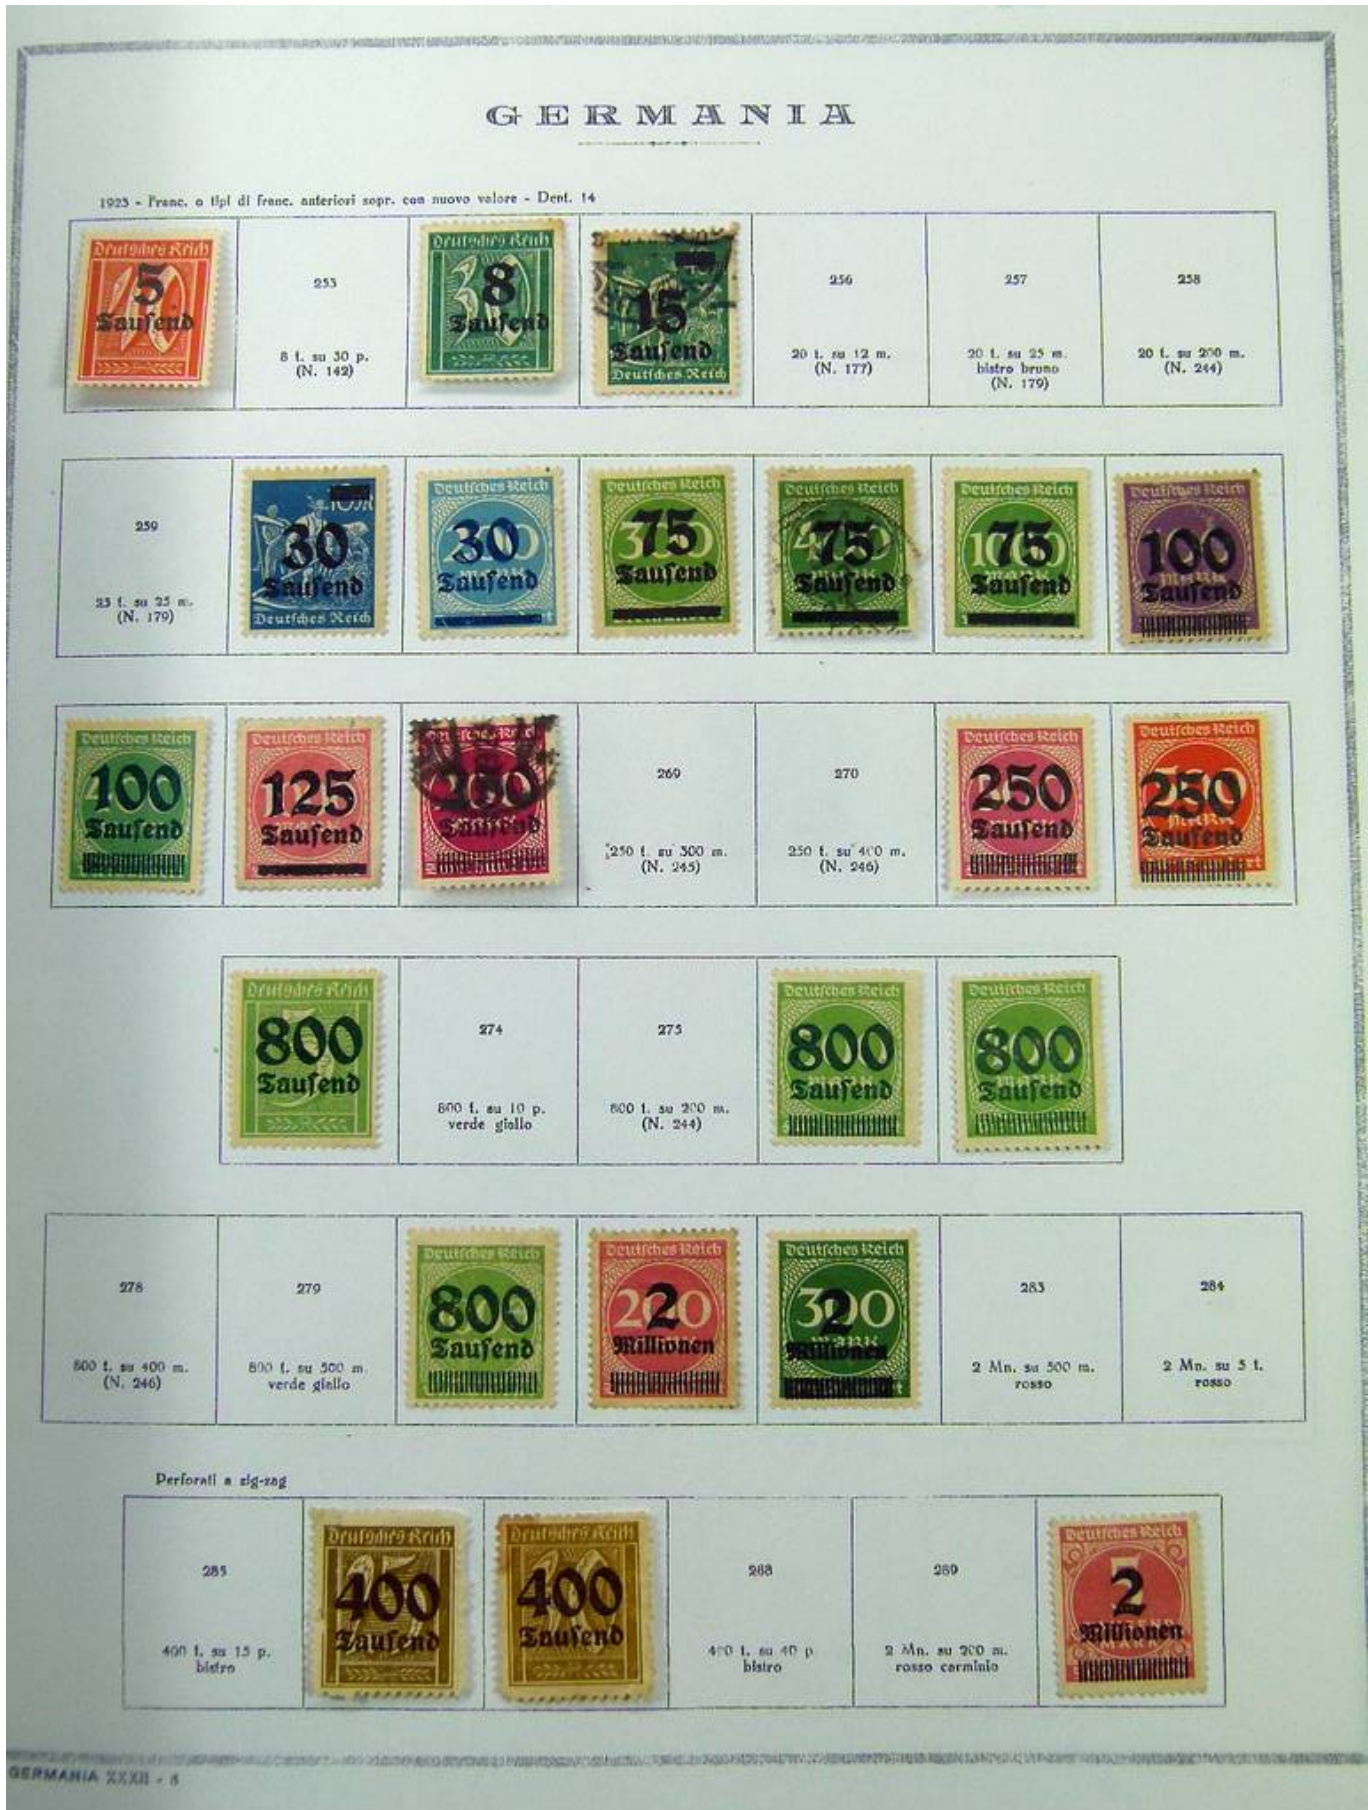 GERMANIA
1923 - Franc. o tipi di franc. anteriori sopr. con nuovo valore - Dent. 14
Deutsches Reich
5
Tausend
253
8 t. su 30 p.
(N. 142)
Deutsches Reich
8
Tausend
15
Tausend
Deutsches Reich
256
20 t. su 12 m.
(N. 177)
257
20 t. su 25 m.
bistro bruno
(N. 179)
258
20 t. su 200 m.
(N. 244)
259
25 t. su 25 m.
(N. 179)
30
Tausend
Deutsches Reich
Deutsches Reich
30
Tausend
Deutsches Reich
75
Tausend
Deutsches Reich
75
Tausend
Deutsches Reich
75
Tausend
Deutsches Reich
100
Tausend
Deutsches Reich
100
Tausend
Deutsches Reich
125
Tausend
Deutsches Reich
250
Tausend
269
250 t. su 300 m.
(N. 245)
270
250 t. su 400 m.
(N. 246)
Deutsches Reich
250
Tausend
Deutsches Reich
250
Tausend
Deutsches Reich
800
Tausend
274
800 t. su 10 p.
verde giallo
275
800 t. su 200 m.
(N. 244)
Deutsches Reich
800
Tausend
Deutsches Reich
800
Tausend
278
800 t. su 400 m.
(N. 246)
279
800 t. su 500 m.
verde giallo
Deutsches Reich
800
Tausend
Deutsches Reich
200
2
Millionen
Deutsches Reich
300
2
Millionen
283
2 Mn. su 500 m.
rosso
284
2 Mn. su 5 t.
rosso
Perforati a zig-zag
285
400 t. su 15 p.
bistro
Deutsches Reich
25
400
Tausend
Deutsches Reich
30
400
Tausend
288
400 t. su 40 p
bistro
289
2 Mn. su 200 m.
rosso carminio
Deutsches Reich
5
2
Millionen
GERMANIA XXXII - 8